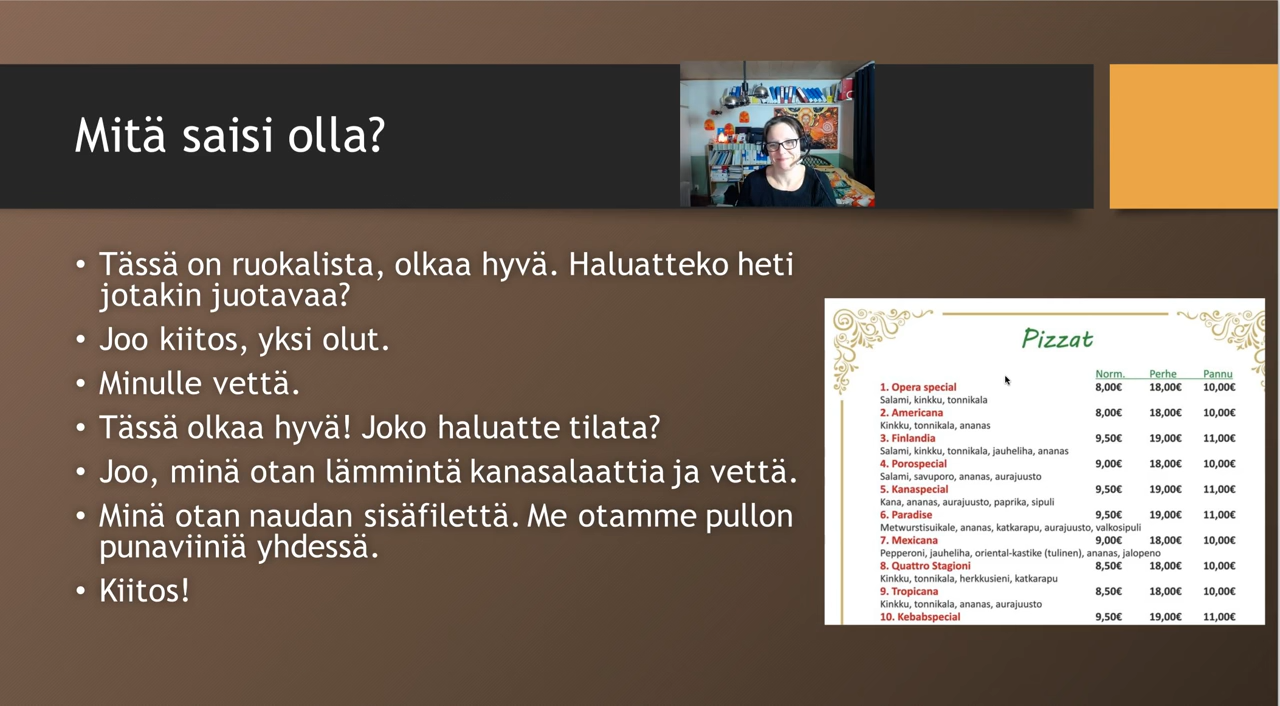 Mitä saisi olla?
• Tässä on ruokalista, olkaa hyvä. Haluatteko heti
jotakin juotavaa?
• Joo kiitos, yksi olut.
• Minulle vettä.
• Tässä olkaa hyvä! Joko haluatte tilata?
• Joo, minä otan lämmintä kanasalaattia ja vettä.
• Minä otan naudan sisäfilettä. Me otamme pullon
punaviiniä yhdessä.
• Kiitos!
Pizzat
Norm. Perhe Pannu
1. Opera special 8,00€ 18,00€ 10,00€
Salami, kinkku, tonnikala
2. Americana 8,00€ 18,00€ 10,00€
Kinkku, tonnikala, ananas
3. Finlandia 9,50€ 19,00€ 11,00€
Salami, kinkku, tonnikala, jauheliha, ananas
4. Porospecial 9,00€ 18,00€ 10,00€
Salami, savuporo, ananas, aurajuusto
5. Kanaspecial 9,50€ 19,00€ 11,00€
Kana, ananas, aurajuusto, paprika, sipuli
6. Paradise 9,50€ 19,00€ 11,00€
Metwurstisuikale, ananas, katkarapu, aurajuusto, valkosipuli
7. Mexicana 9,00€ 18,00€ 10,00€
Pepperoni, jauheliha, oriental-kastike (tulinen), ananas, jalopeno
8. Quattro Stagioni 8,50€ 18,00€ 10,00€
Kinkku, tonnikala, herkkusieni, katkarapu
9. Tropicana 8,50€ 18,00€ 10,00€
Kinkku, tonnikala, ananas, aurajuusto
10. Kebabspecial 9,50€ 19,00€ 11,00€